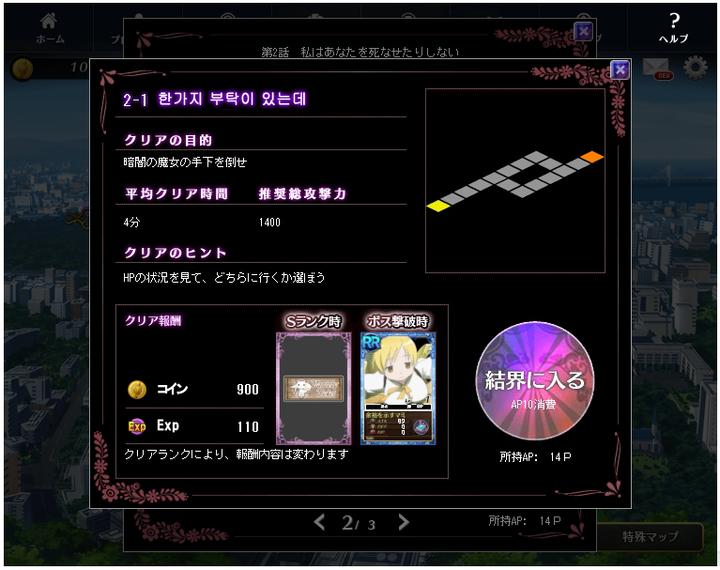 ホーム
?
ヘルプ
第2話 私はあなたを死なせたりしない
10
NEW
2-1 한가지 부탁이 있는데
クリアの目的
暗闇の魔女の手下を倒せ
平均クリア時間 推奨総攻撃力
4分 1400
クリアのヒント
HPの状況を見て、どちらに行くか選ぼう
クリア報酬
Sランク時
ボス撃破時
RR
コイン 900
Exp Exp 110
クリアランクにより、報酬内容は変わります
結界に入る
AP10消費
所持AP: 14P
2/3
所持AP: 14P
特殊マップ